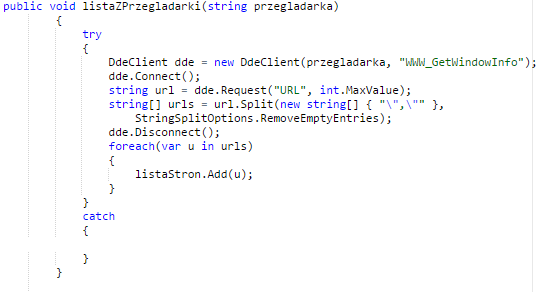 public void listaZPrzegladarki(string przegladarka)
{
try
{
DdeClient dde = new DdeClient(przegladarka, "WWW_GetWindowInfo");
dde.Connect();
string url = dde.Request("URL", int.MaxValue);
string[] urls = url.Split(new string[] { "\",\"" },
StringSplitOptions.RemoveEmptyEntries);
dde.Disconnect();
foreach(var u in urls)
{
listaStron.Add(u);
}
}
catch
{
}
}